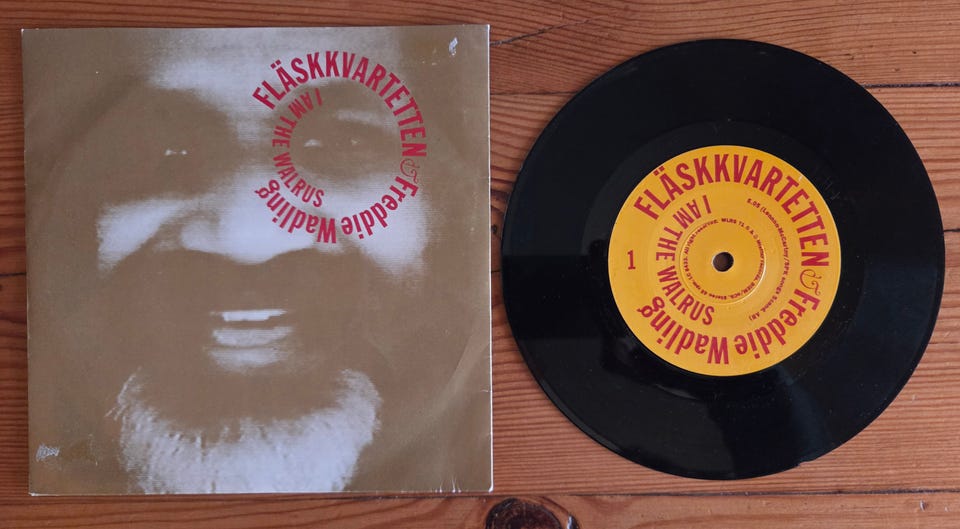 FLÄSKKVARTETTEN & Freddie Wadling
I AM THE WALRUS
FLÄSKKVARTETTEN & Freddie Wadling
I AM THE WALRUS
1